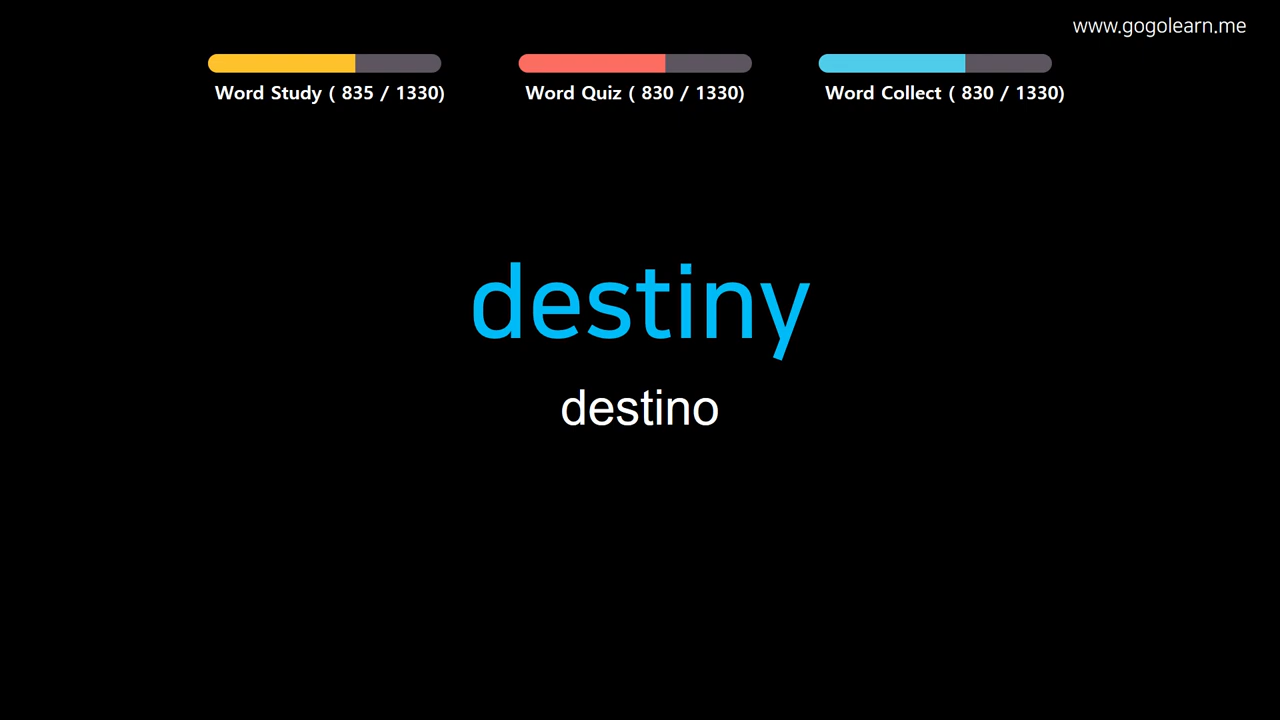 www.gogolearn.me
Word Study ( 835 / 1330)
Word Quiz ( 830 / 1330)
Word Collect ( 830 / 1330)
destiny
destino